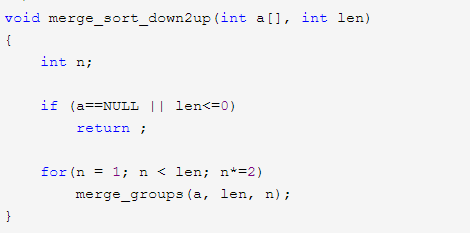 void merge_sort_down2up(int a[], int len)
{
    int n;

    if (a==NULL || len<=0)
        return ;

    for(n = 1; n < len; n*=2)
        merge_groups(a, len, n);
}